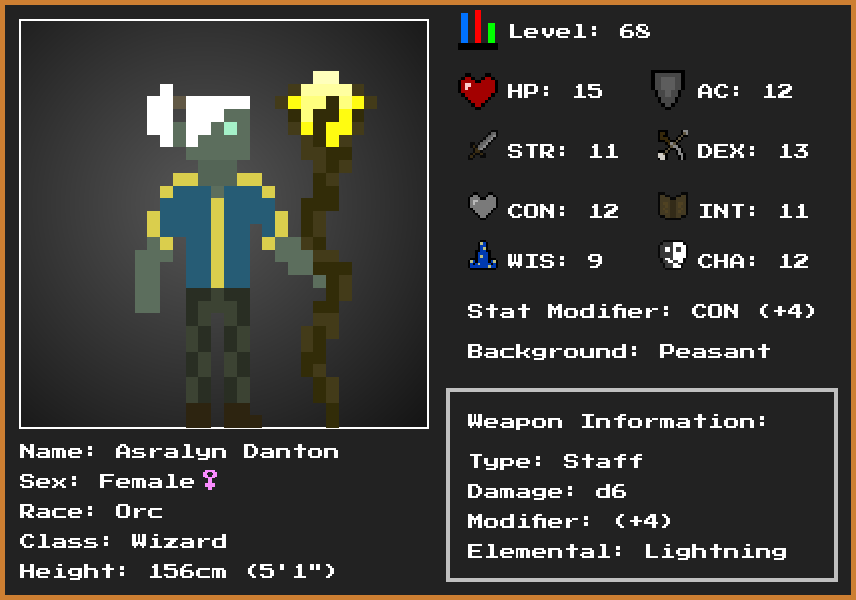 Level: 68
HP: 15
AC: 12
STR: 11
DEX: 13
CON: 12
INT: 11
WIS: 9
CHA: 12
Stat Modifier: CON (+4)
Background: Peasant
Weapon Information:
Type: Staff
Damage: d6
Modifier: (+4)
Elemental: Lightning
Name: Asralyn Danton
Sex: Female♀
Race: Orc
Class: Wizard
Height: 156cm (5'1")